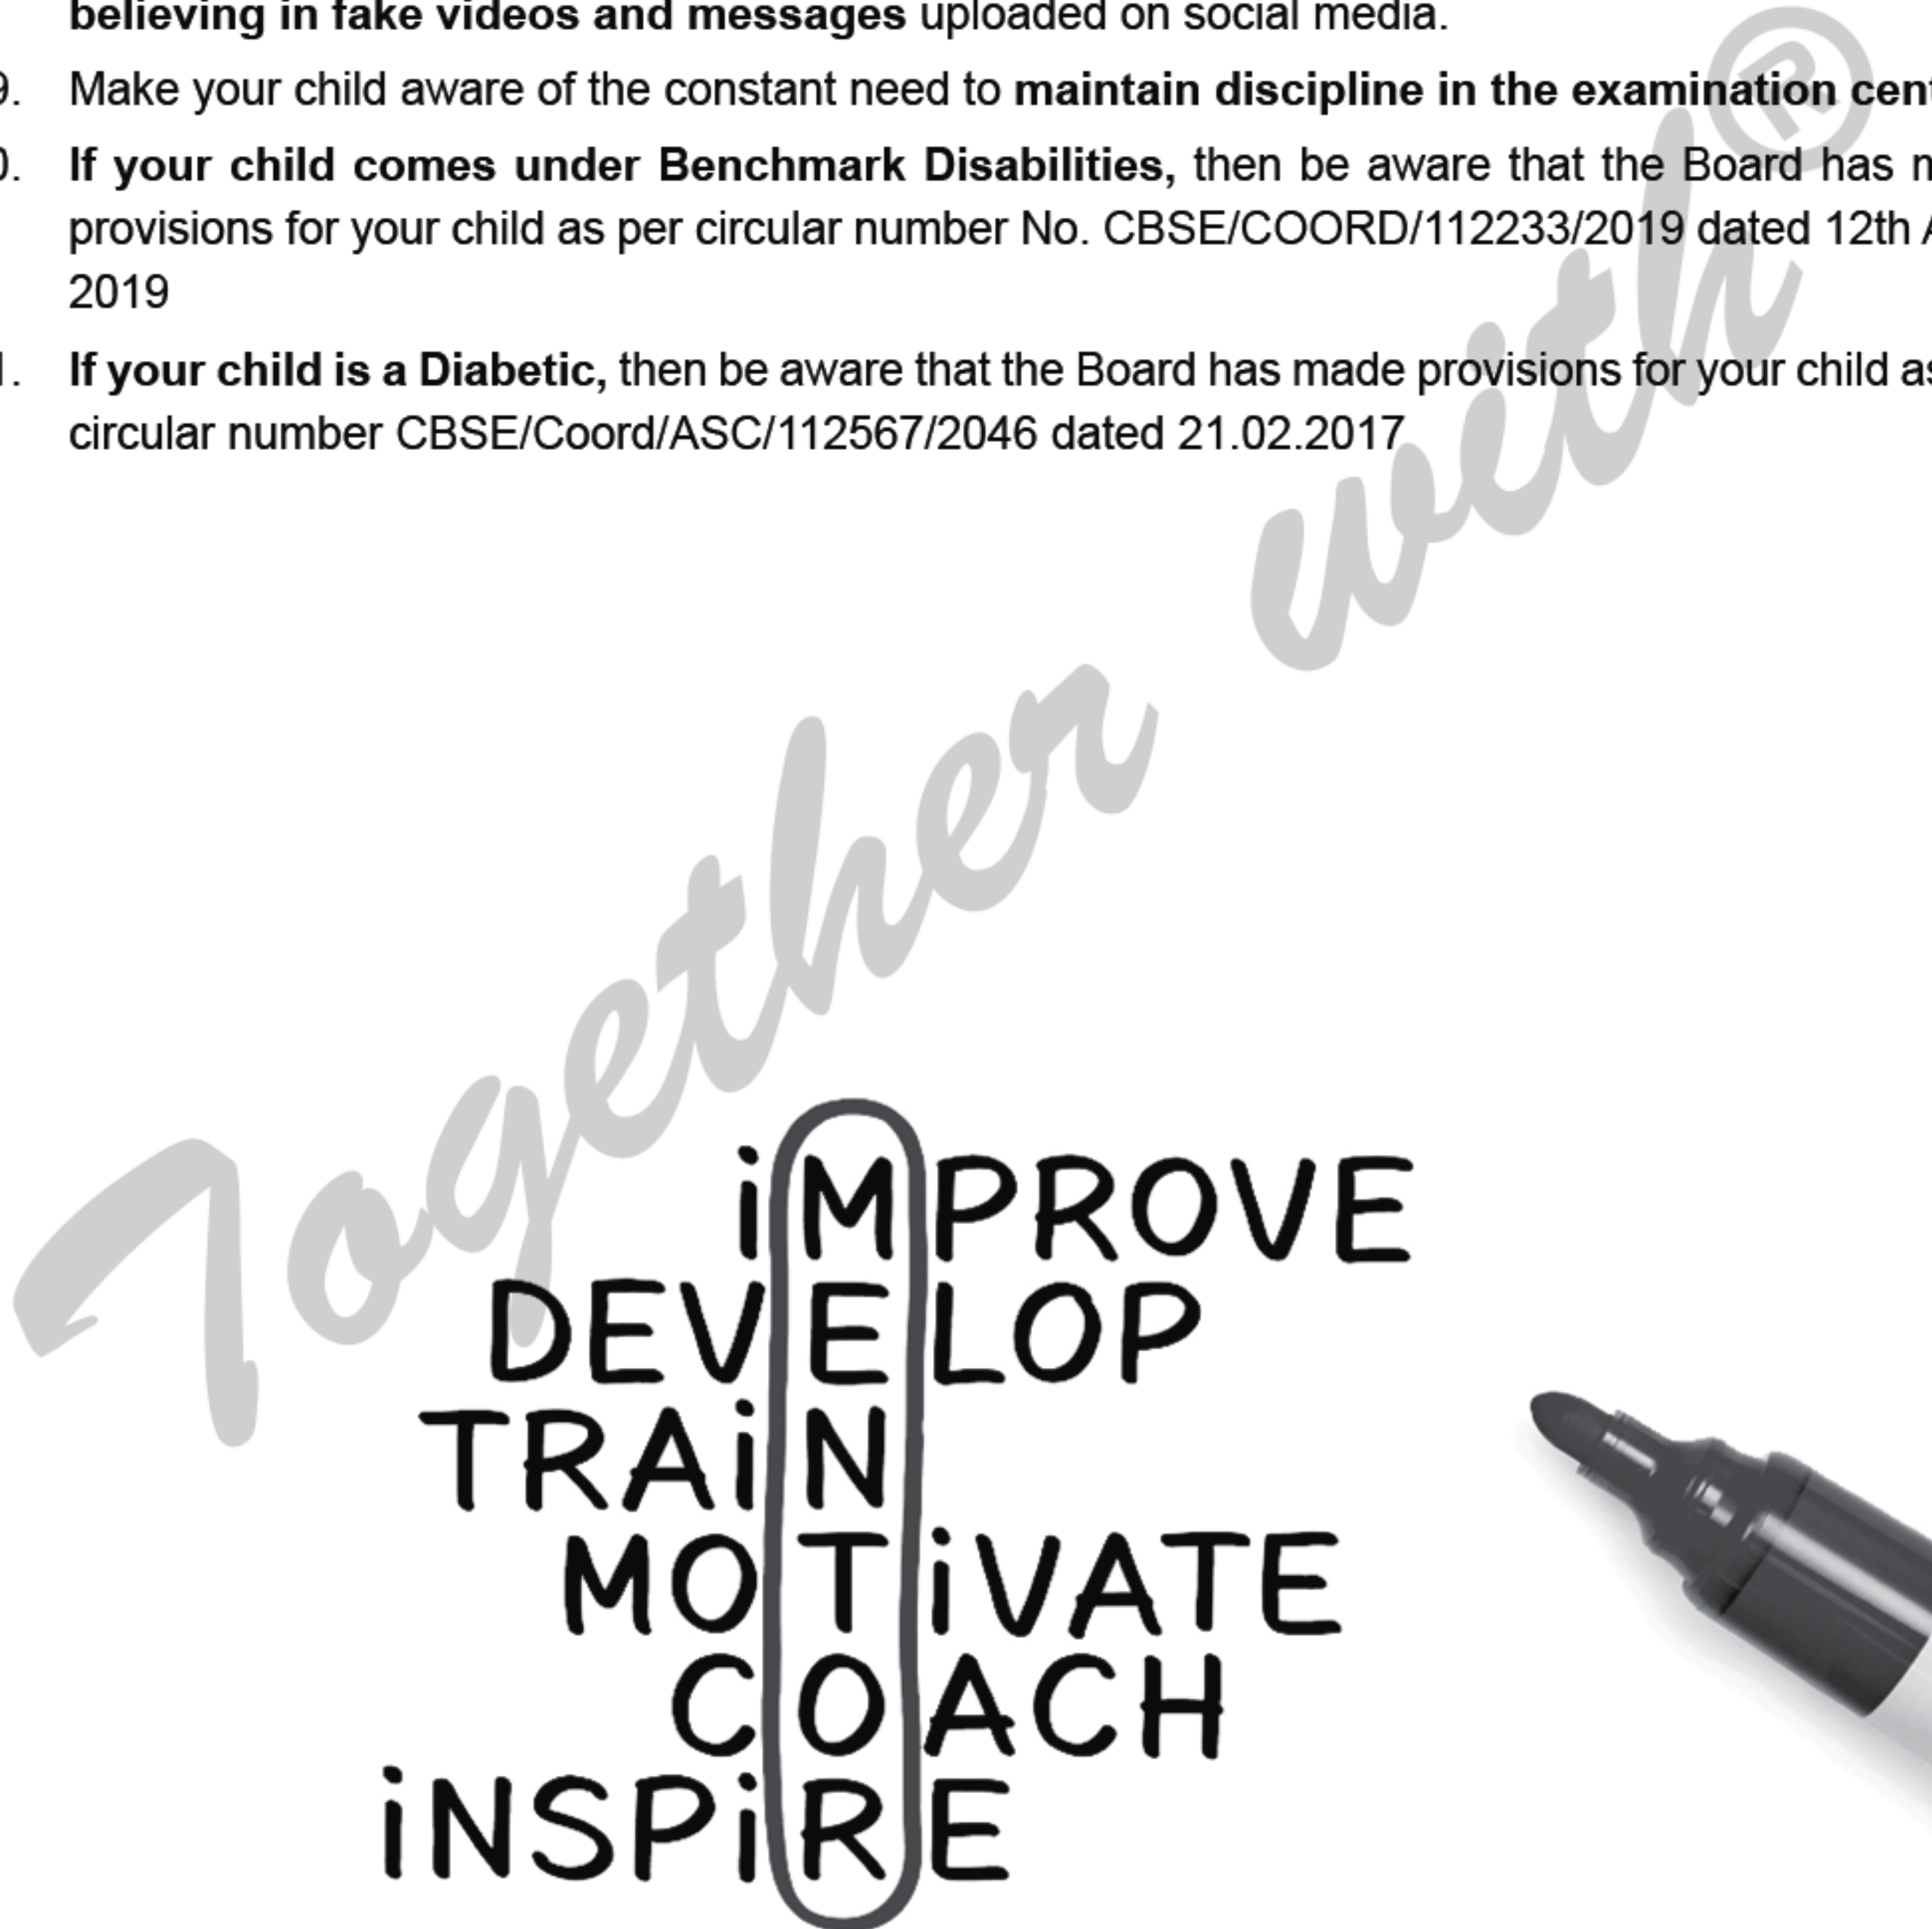 believing in fake videos and messages uploaded on social media.
9. Make your child aware of the constant need to maintain discipline in the examination
0. If your child comes under Benchmark Disabilities, then be aware that the Board has
provisions for your child as per circular number No. CBSE/COORD/112233/2019 dated 12th
2019
If your child is a Diabetic, then be aware that the Board has made provisions for your child as
circular number CBSE/Coord/ASC/112567/2046 dated 21.02.2017
Together with ®
iMPROVE
DEVELOP
TRAiN
MOTiVATE
COACH
iNSPiRE